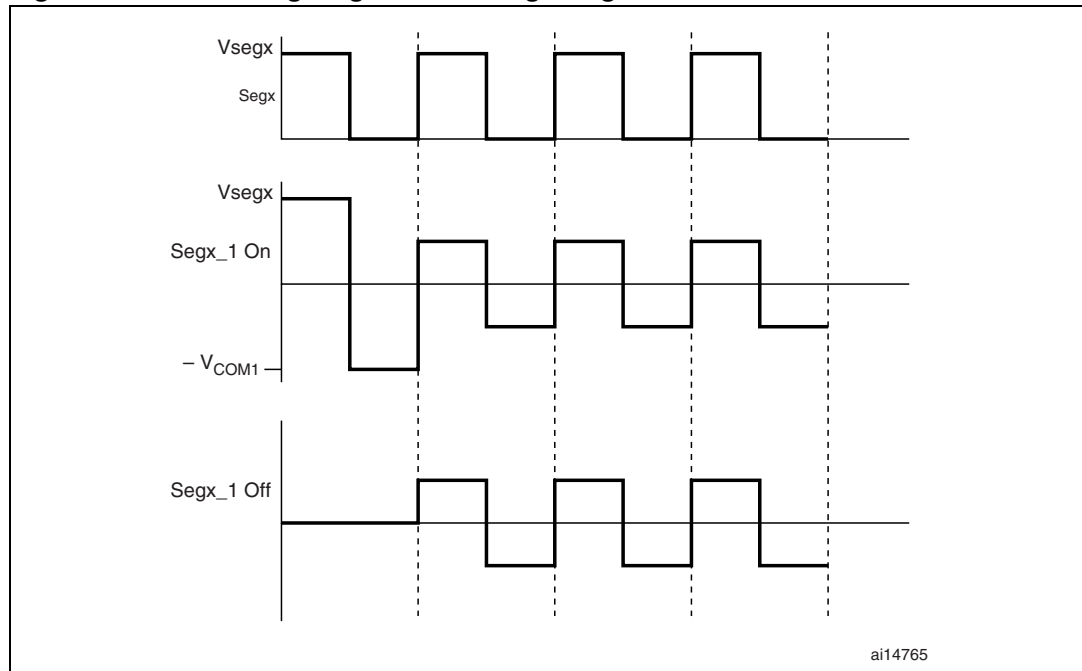 Vsegx
Segx
Vsegx
Segx_1 On
– VCOM1
Segx_1 Off
ai14765